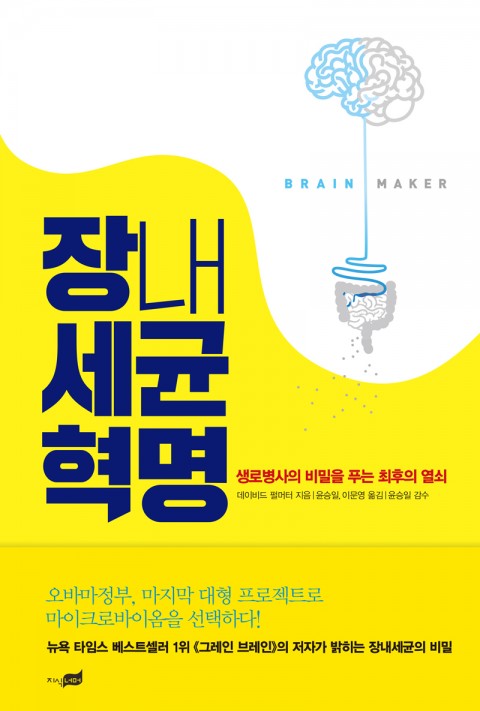 BRAIN MAKER
장내
세균
혁명
생로병사의 비밀을 푸는 최후의 열쇠
데이비드 펄머터 지음|윤승일, 이문영 옮김|윤승일 감수
오바마정부, 마지막 대형 프로젝트로
마이크로바이옴을 선택하다!
뉴욕 타임스 베스트셀러 1위 《그레인 브레인》의 저자가 밝히는 장내세균의 비밀
지식너머